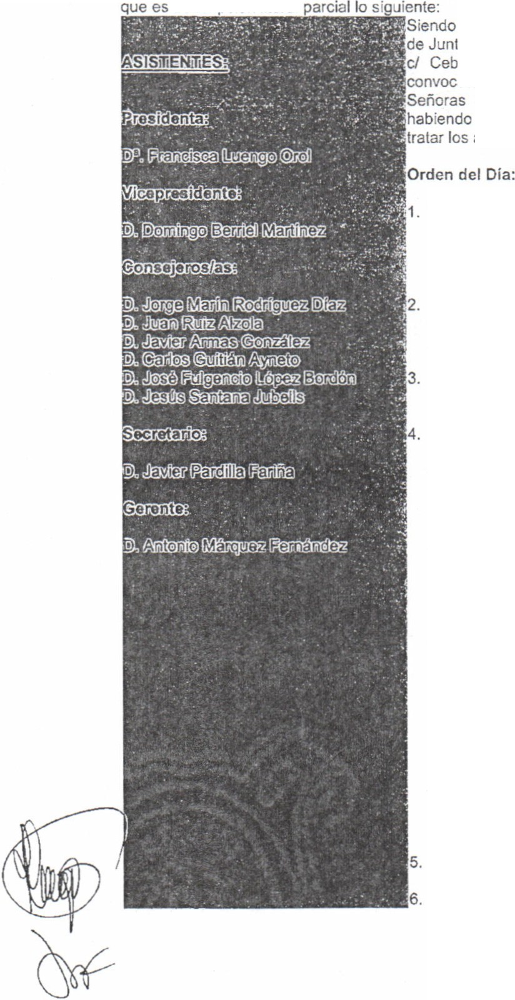 que es parcial lo siguiente:
ASISTENTES:
Presidenta:
Dª. Francisca Luengo Orol
Vicepresidente:
D. Domingo Berriel Martínez
Consejeros/as:
D. Jorge Marín Rodríguez Díaz
D. Juan Ruiz Alzola
D. Javier Armas González
D. Carlos Guitián Ayneto
D. José Fulgencio López Bordón
D. Jesús Santana Jubells
Secretario:
D. Javier Pardilla Fariña
Gerente:
D. Antonio Márquez Fernández
Siendo
de Junt
c/ Ceb
convoc
Señoras
habiendo
tratar los
Orden del Día:
1.
2.
3.
4.
5.
6.